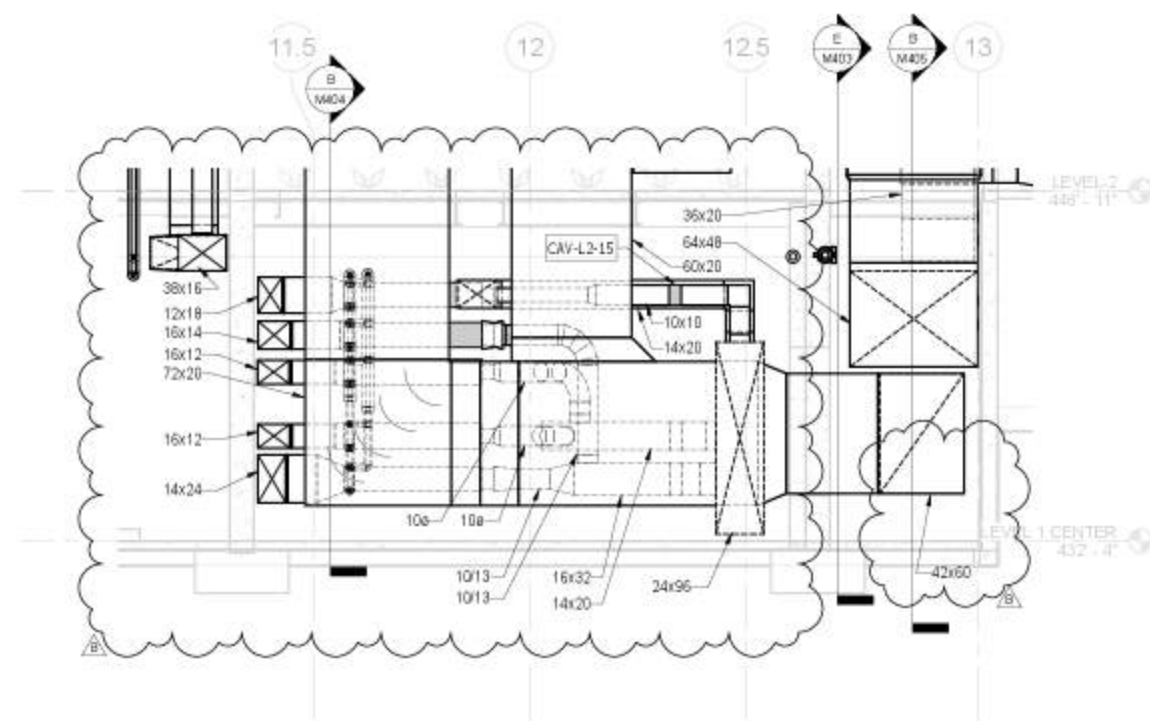 11.5
12
12.5
13
B
M404
E
M403
B
M405
LEVEL 2
446' - 11"
36x20
64x48
CAV-L2-15
60x20
38x16
12x18
16x14
16x12
72x20
10x10
14x20
16x12
14x24
10ø
10ø
LEVEL 1 CENTER
432' - 4"
10/13
10/13
16x32
14x20
24x96
42x60
B
B